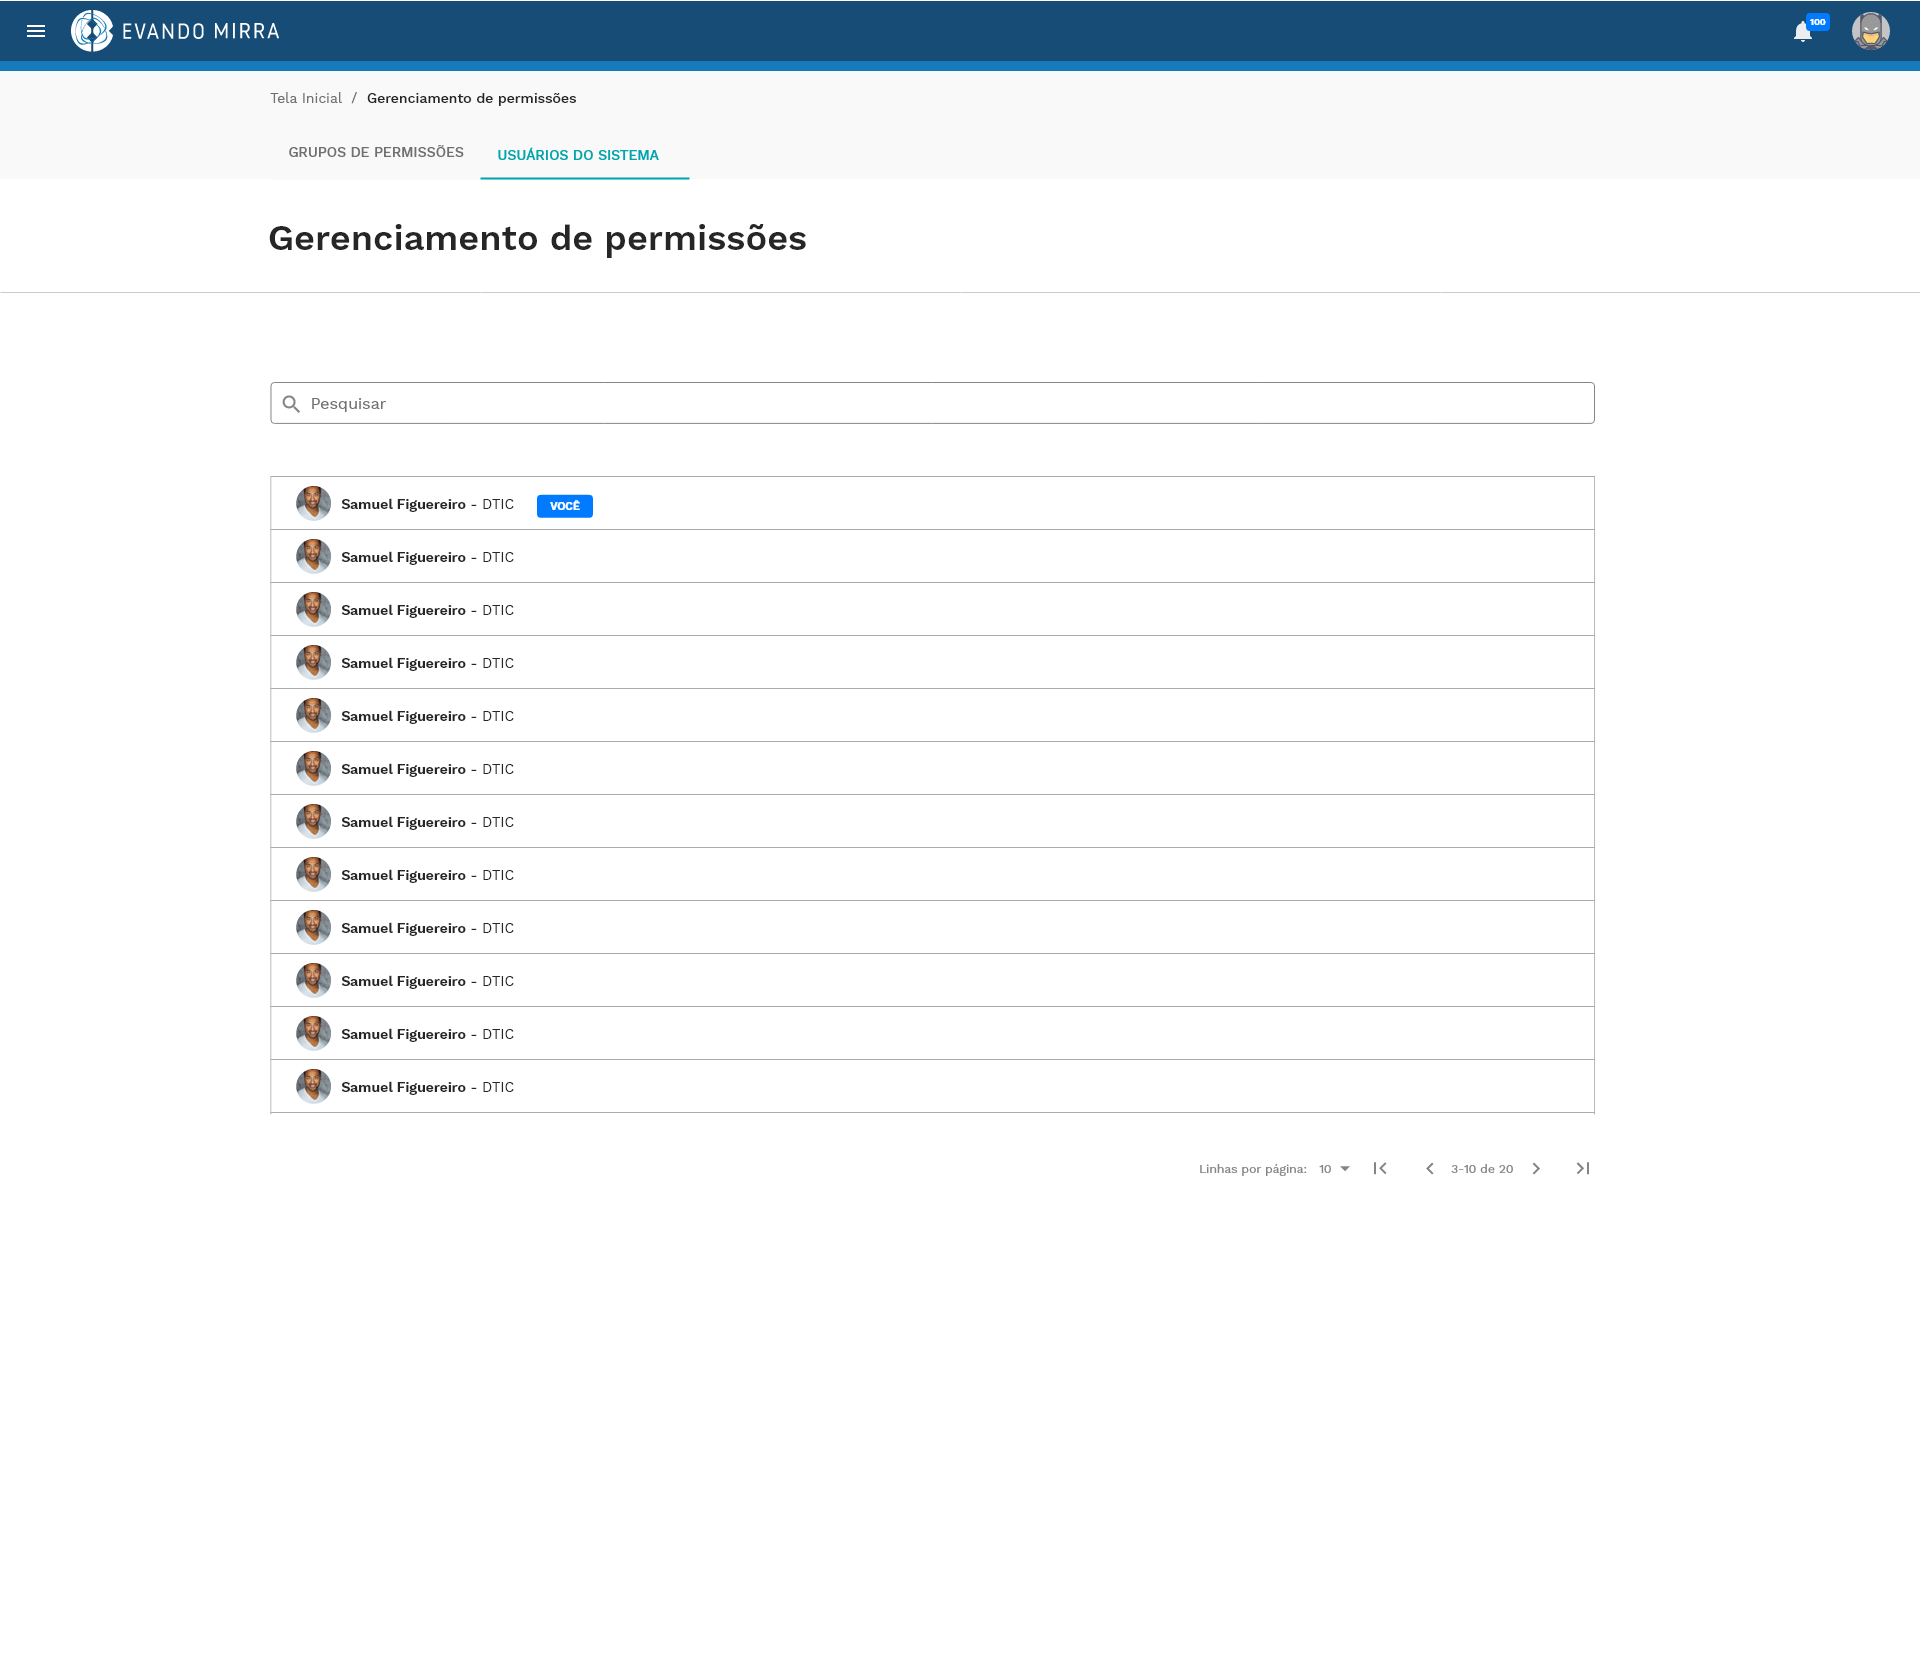 EVANDO MIRRA
100
Tela Inicial / Gerenciamento de permissões
GRUPOS DE PERMISSÕES
USUÁRIOS DO SISTEMA
Gerenciamento de permissões
Pesquisar
Samuel Figuereiro - DTIC VOCÊ
Samuel Figuereiro - DTIC
Samuel Figuereiro - DTIC
Samuel Figuereiro - DTIC
Samuel Figuereiro - DTIC
Samuel Figuereiro - DTIC
Samuel Figuereiro - DTIC
Samuel Figuereiro - DTIC
Samuel Figuereiro - DTIC
Samuel Figuereiro - DTIC
Samuel Figuereiro - DTIC
Samuel Figuereiro - DTIC
Linhas por página: 10 3-10 de 20